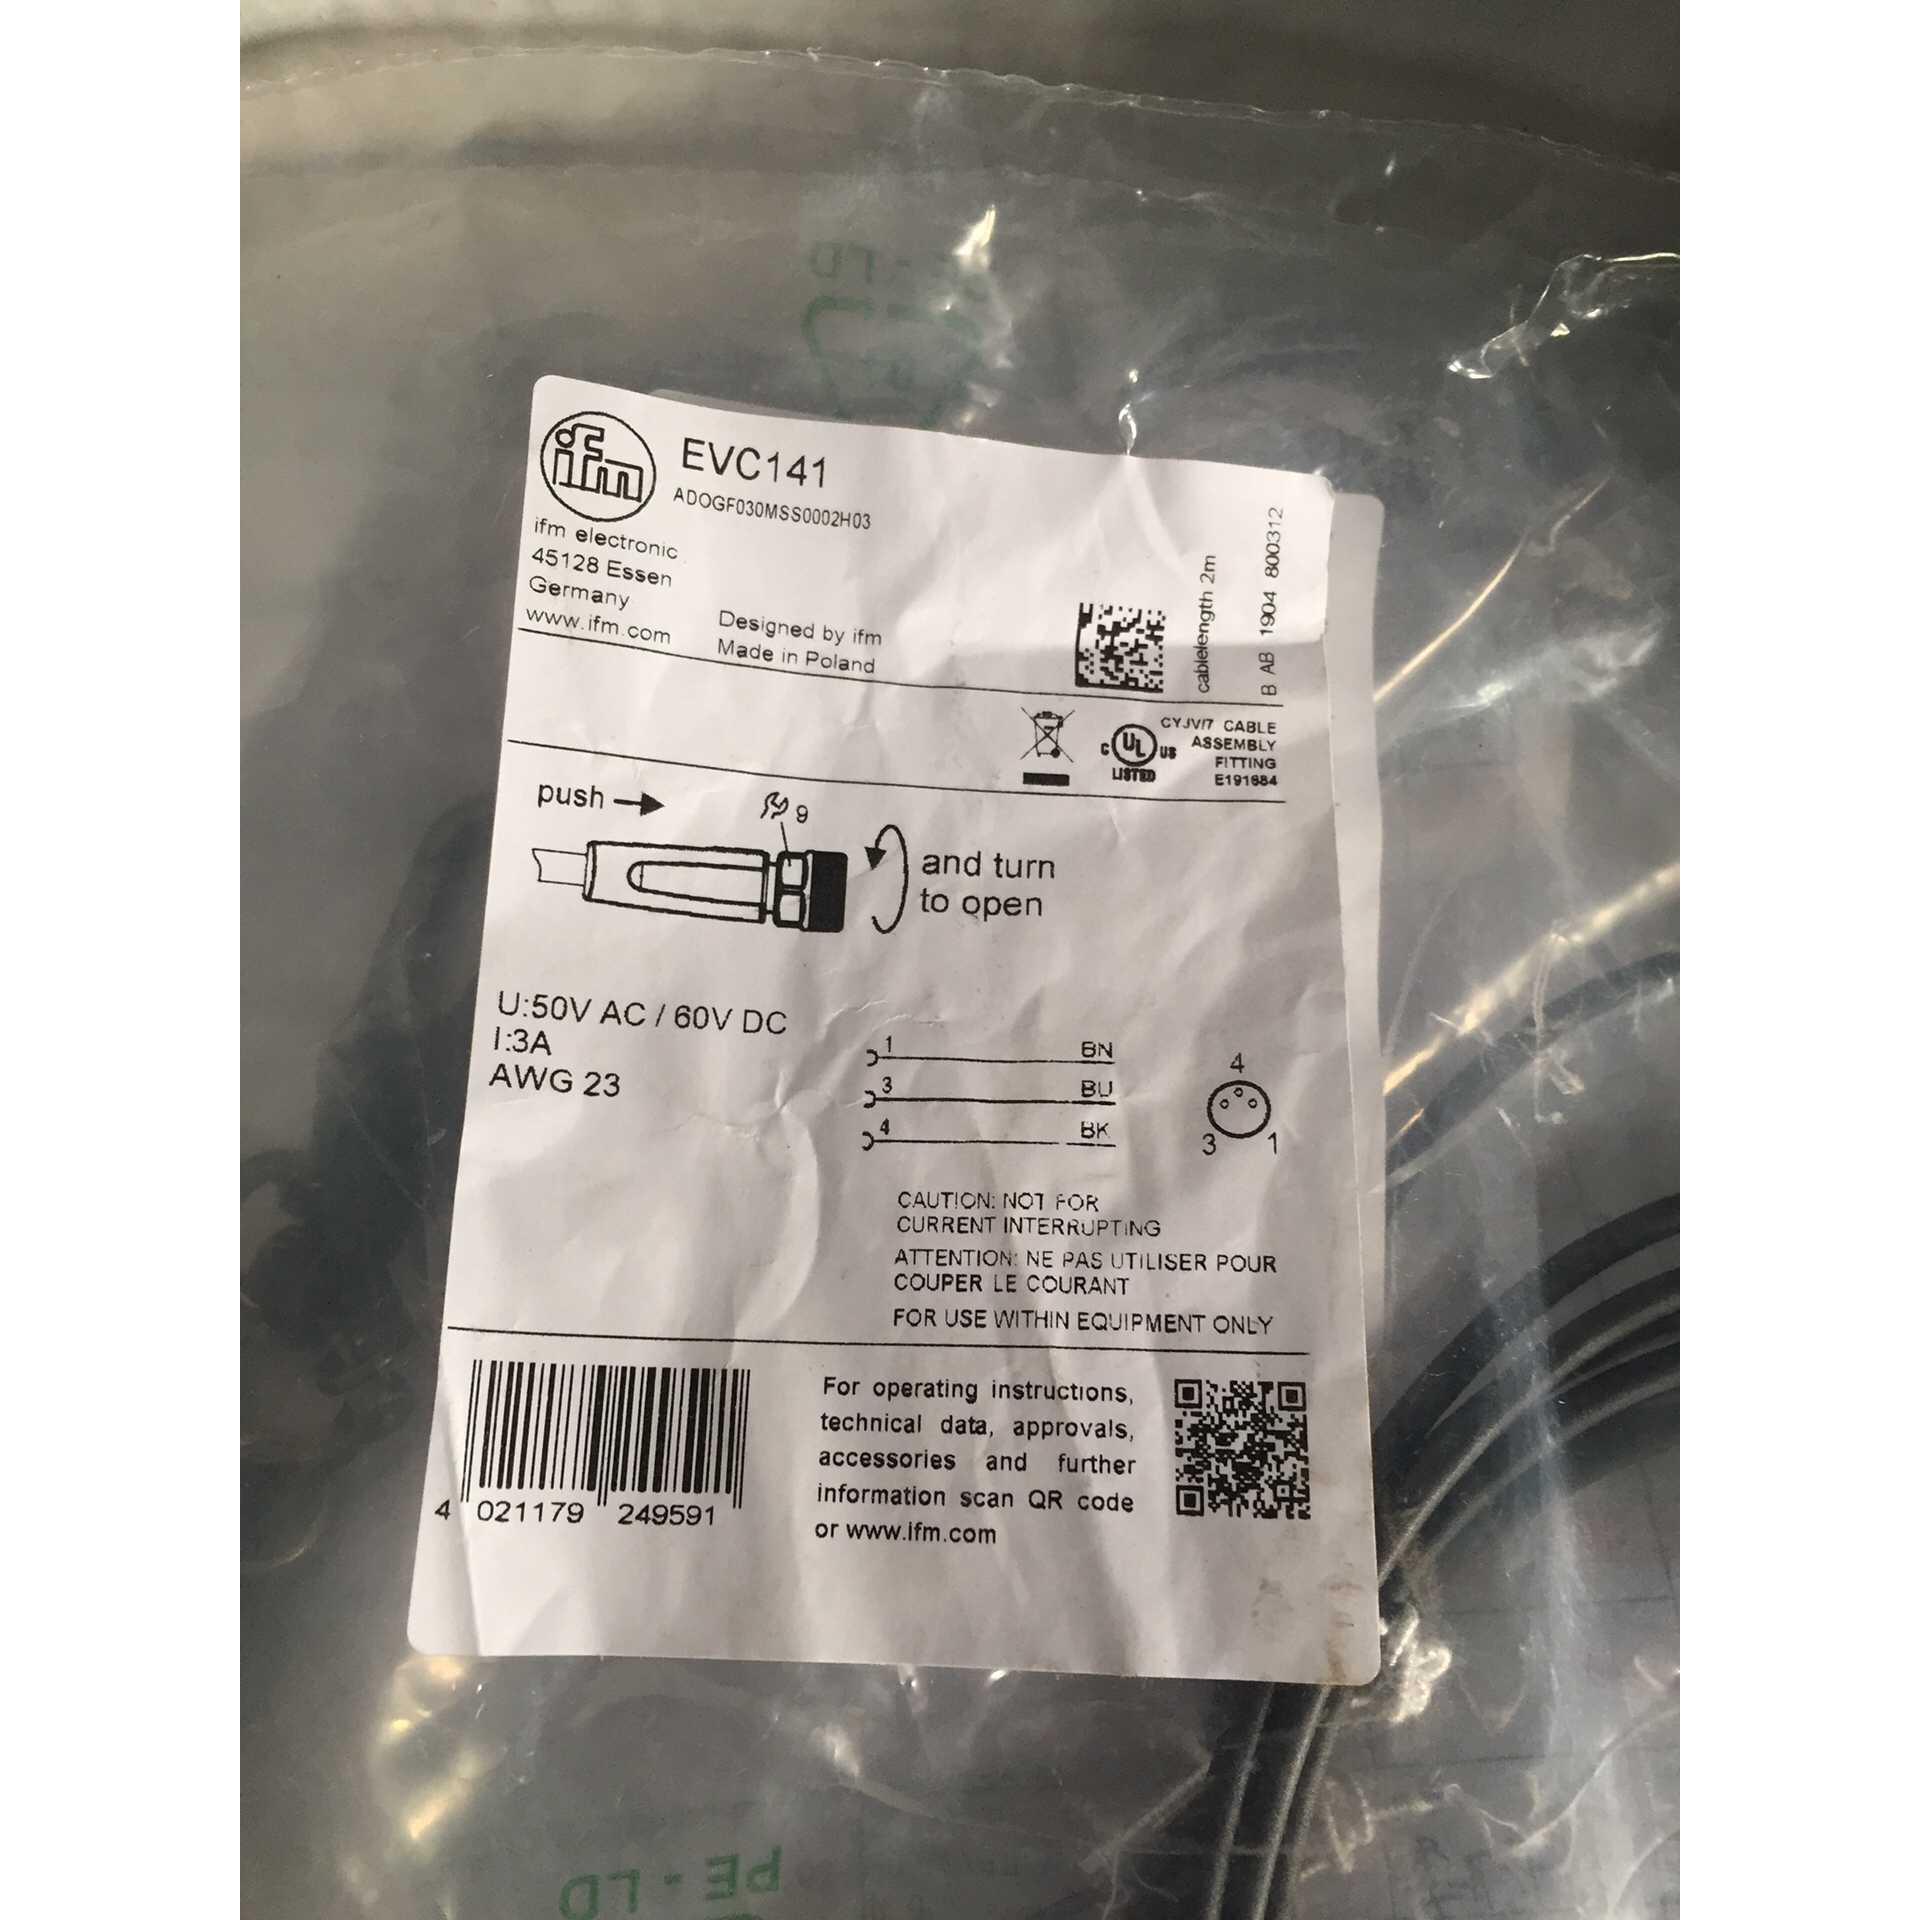 PE-LD
ifm
EVC141
ADOGF030MSS0002H03
ifm electronic
45128 Essen
Germany
www.ifm.com
Designed by ifm
Made in Poland
cablelength 2m
B AB 1904 800312
C UL US
LISTED
CYJV/7 CABLE
ASSEMBLY
FITTING
E191684
push
9
and turn
to open
U:50V AC / 60V DC
I:3A
AWG 23
1 BN
3 BU
4 BK
4
3 1
CAUTION: NOT FOR
CURRENT INTERRUPTING
ATTENTION: NE PAS UTILISER POUR
COUPER LE COURANT
FOR USE WITHIN EQUIPMENT ONLY
4 021179 249591
For operating instructions,
technical data, approvals,
accessories and further
information scan QR code
or www.ifm.com
PE-LD